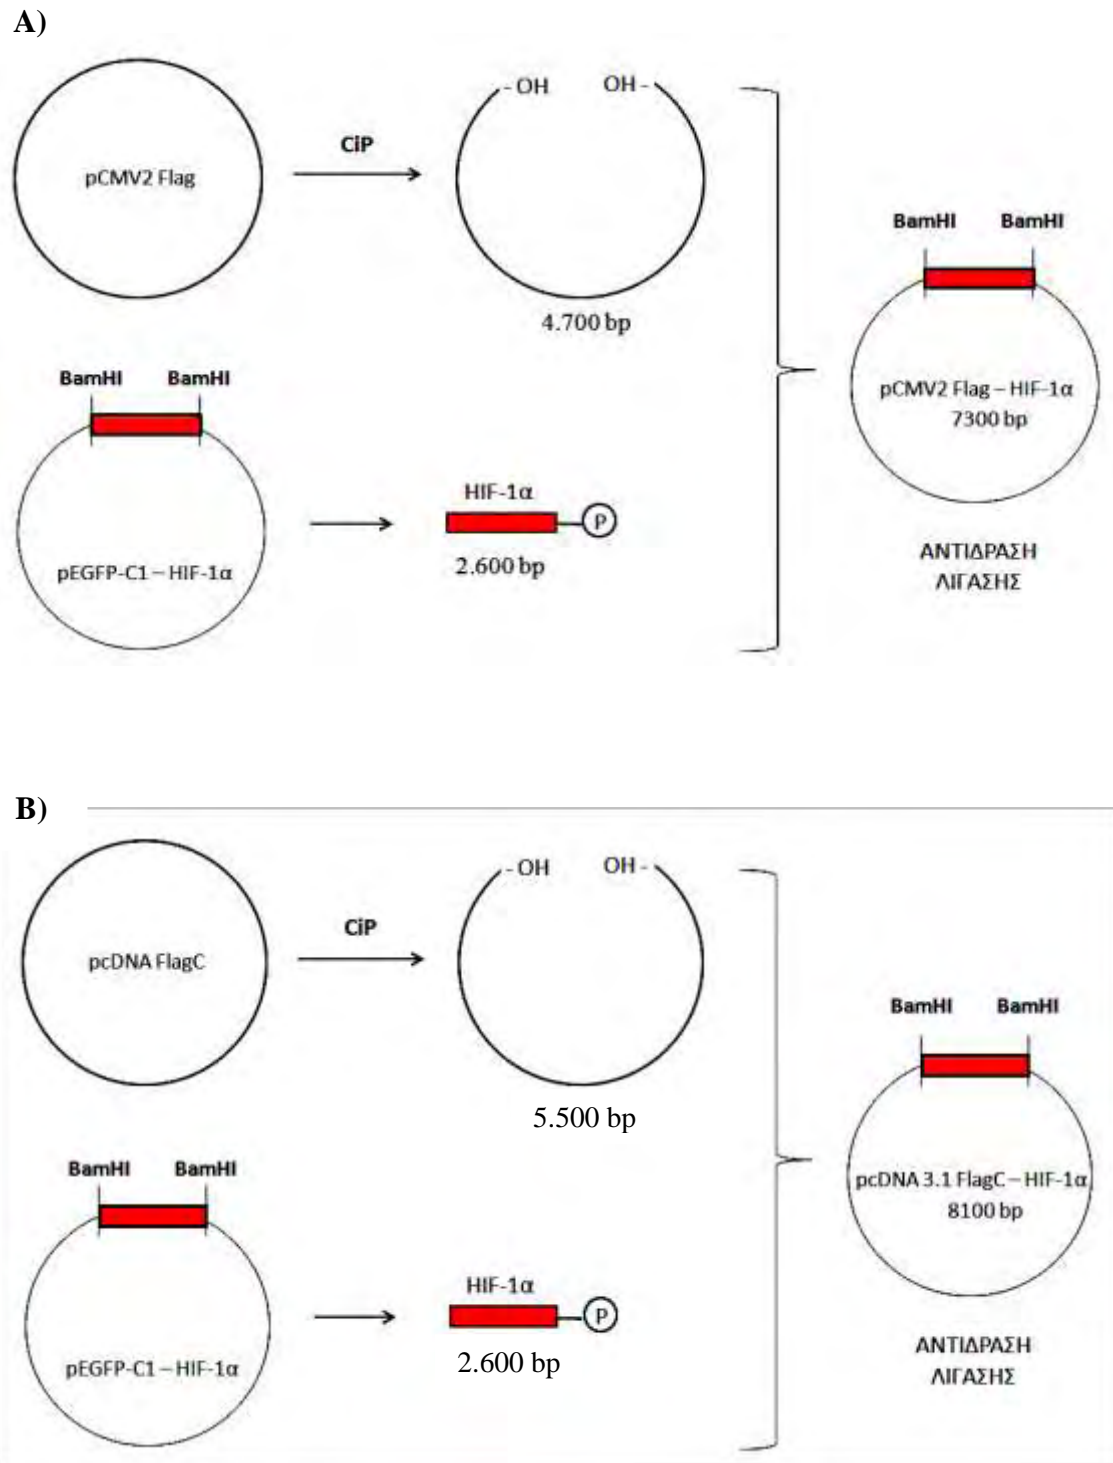 A)
- OH OH -
CiP
pCMV2 Flag
BamHI BamHI
4.700 bp
BamHI BamHI
pCMV2 Flag – HIF-1α
7300 bp
HIF-1α
P
2.600 bp
pEGFP-C1 – HIF-1α
ΑΝΤΙΔΡΑΣΗ
ΛΙΓΑΣΗΣ
B)
- OH OH -
CiP
pcDNA FlagC
BamHI BamHI
5.500 bp
BamHI BamHI
pcDNA 3.1 FlagC – HIF-1α
8100 bp
HIF-1α
P
2.600 bp
pEGFP-C1 – HIF-1α
ΑΝΤΙΔΡΑΣΗ
ΛΙΓΑΣΗΣ